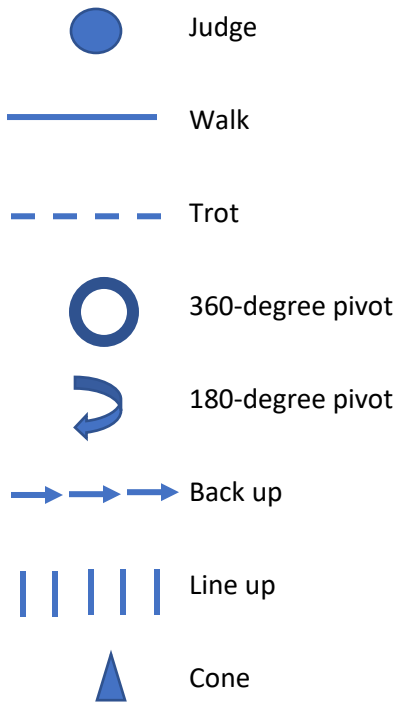 Judge
Walk
Trot
360-degree pivot
180-degree pivot
Back up
Line up
Cone